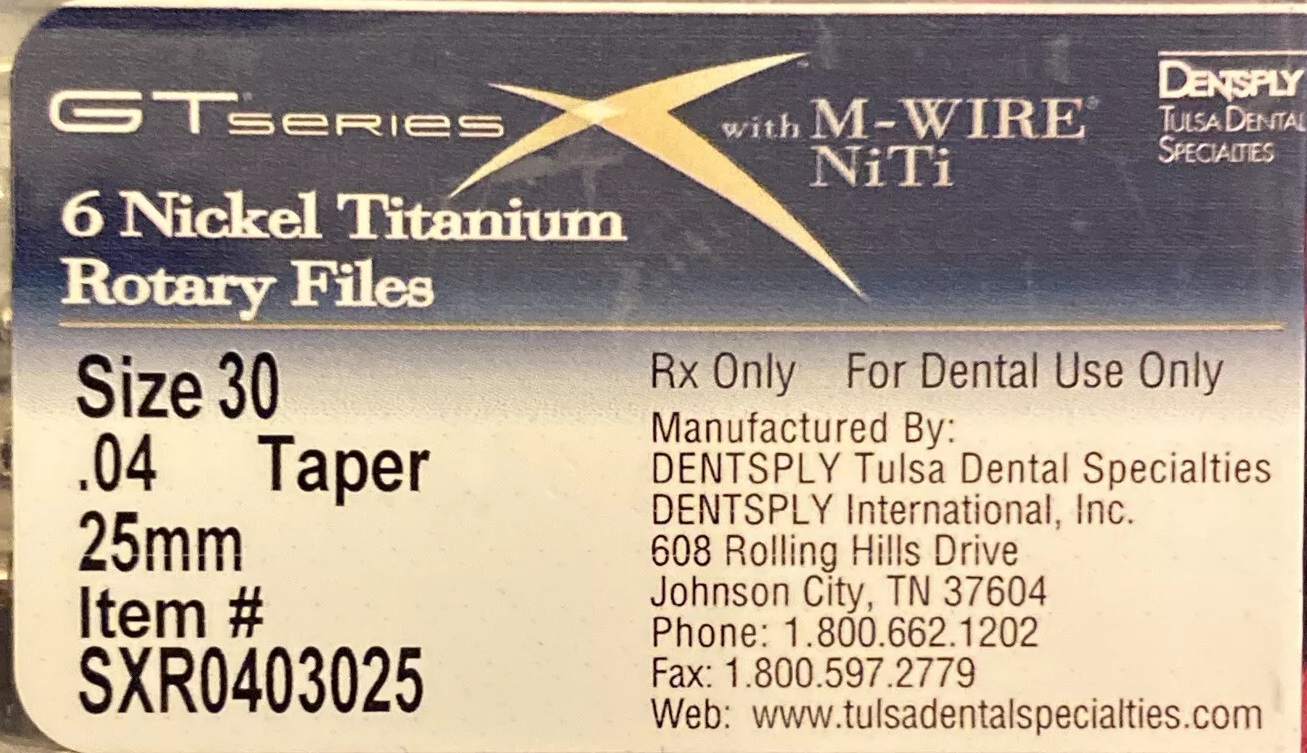 GT® SERIES X with M-WIRE®
NiTi
DENTSPLY
TULSA DENTAL
SPECIALTIES
6 Nickel Titanium
Rotary Files
Size 30
.04 Taper
25mm
Item #
SXR0403025
Rx Only For Dental Use Only
Manufactured By:
DENTSPLY Tulsa Dental Specialties
DENTSPLY International, Inc.
608 Rolling Hills Drive
Johnson City, TN 37604
Phone: 1.800.662.1202
Fax: 1.800.597.2779
Web: www.tulsadentalspecialties.com